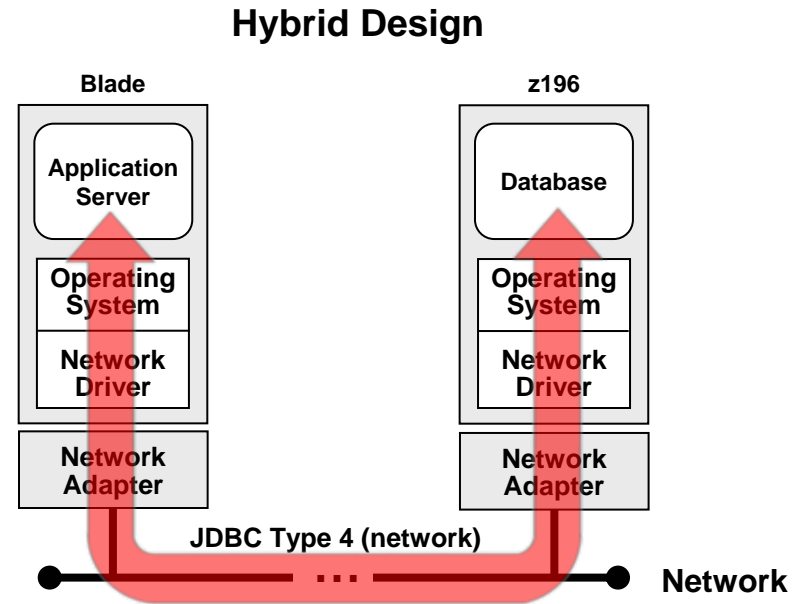 Hybrid Design
Blade
Application
Server
Operating
System
Network
Driver
Network
Adapter
z196
Database
Operating
System
Network
Driver
Network
Adapter
JDBC Type 4 (network)
...
Network